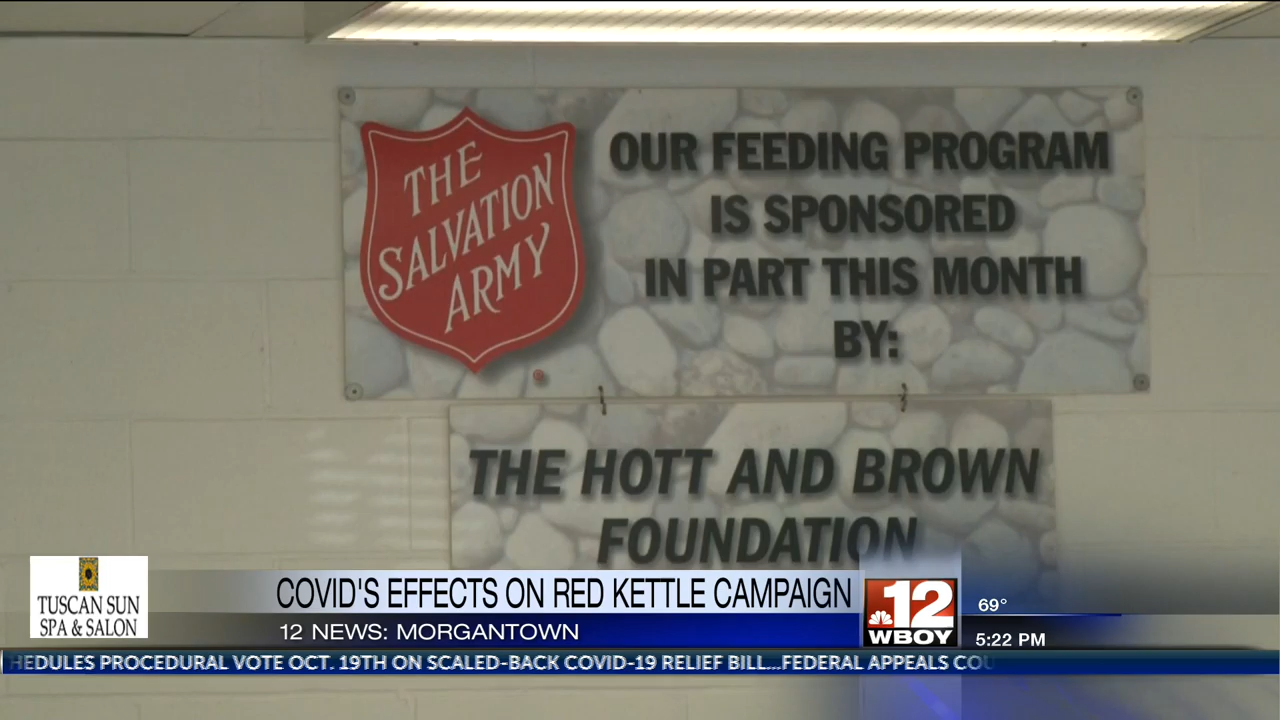 THE
SALVATION
ARMY
OUR FEEDING PROGRAM
IS SPONSORED
IN PART THIS MONTH
BY:
THE HOTT AND BROWN
FOUNDATION
TUSCAN SUN
SPA & SALON
COVID'S EFFECTS ON RED KETTLE CAMPAIGN
12 NEWS: MORGANTOWN
12
WBOY
69°
5:22 PM
HEDULES PROCEDURAL VOTE OCT. 19TH ON SCALED-BACK COVID-19 RELIEF BILL...FEDERAL APPEALS COU